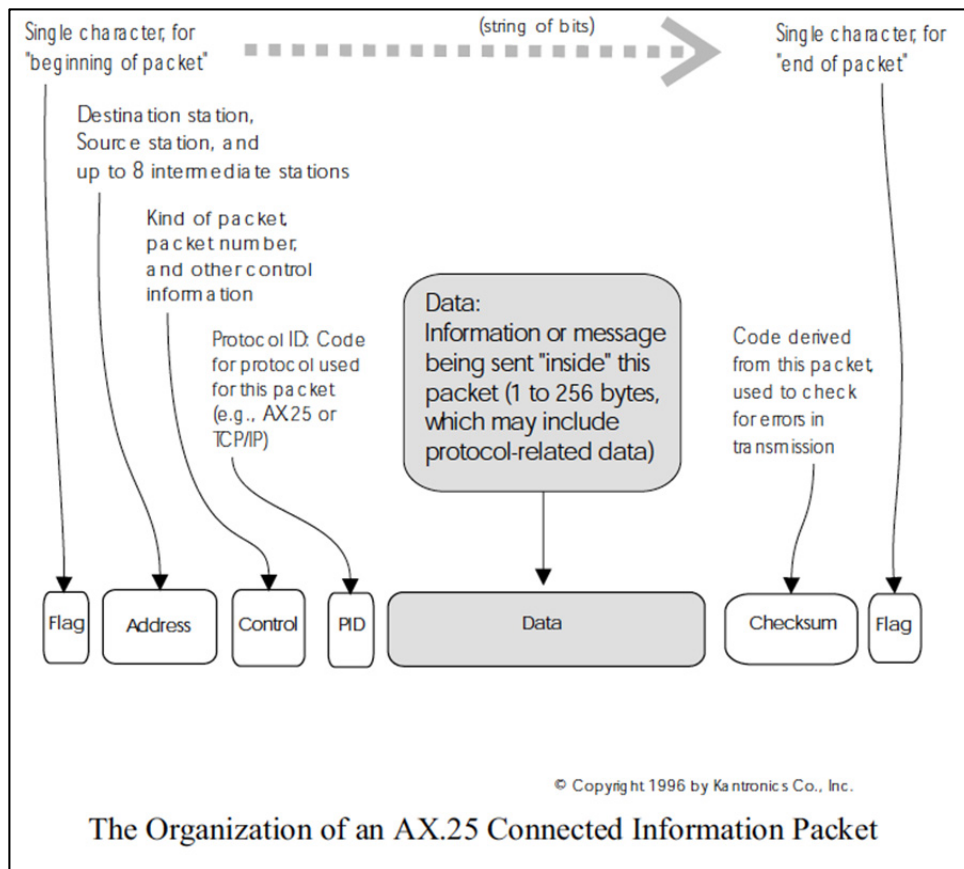 Single character, for
"beginning of packet"
(string of bits)
Single character, for
"end of packet"
Destination station,
Source station, and
up to 8 intermediate stations
Kind of packet,
packet number,
and other control
information
Protocol ID: Code
for protocol used
for this packet
(e.g., AX.25 or
TCP/IP)
Data:
Information or message
being sent "inside" this
packet (1 to 256 bytes,
which may include
protocol-related data)
Code derived
from this packet,
used to check
for errors in
transmission
Flag
Address
Control
PID
Data
Checksum
Flag
© Copyright 1996 by Kantronics Co., Inc.
The Organization of an AX.25 Connected Information Packet